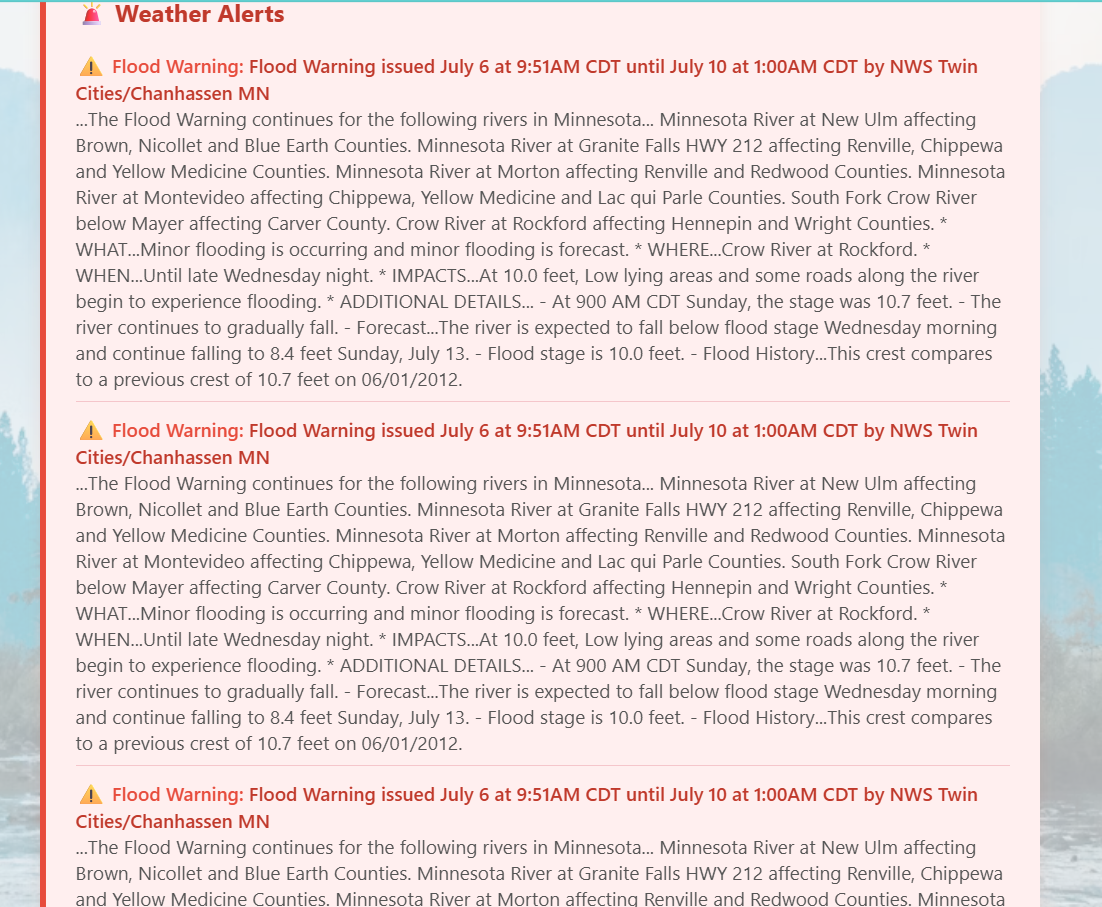 Weather Alerts
Flood Warning: Flood Warning issued July 6 at 9:51AM CDT until July 10 at 1:00AM CDT by NWS Twin
Cities/Chanhassen MN
...The Flood Warning continues for the following rivers in Minnesota... Minnesota River at New Ulm affecting
Brown, Nicollet and Blue Earth Counties. Minnesota River at Granite Falls HWY 212 affecting Renville, Chippewa
and Yellow Medicine Counties. Minnesota River at Morton affecting Renville and Redwood Counties. Minnesota
River at Montevideo affecting Chippewa, Yellow Medicine and Lac qui Parle Counties. South Fork Crow River
below Mayer affecting Carver County. Crow River at Rockford affecting Hennepin and Wright Counties. *
WHAT...Minor flooding is occurring and minor flooding is forecast. * WHERE...Crow River at Rockford. *
WHEN...Until late Wednesday night. * IMPACTS...At 10.0 feet, Low lying areas and some roads along the river
begin to experience flooding. * ADDITIONAL DETAILS... - At 900 AM CDT Sunday, the stage was 10.7 feet. - The
river continues to gradually fall. - Forecast...The river is expected to fall below flood stage Wednesday morning
and continue falling to 8.4 feet Sunday, July 13. - Flood stage is 10.0 feet. - Flood History...This crest compares
to a previous crest of 10.7 feet on 06/01/2012.
Flood Warning: Flood Warning issued July 6 at 9:51AM CDT until July 10 at 1:00AM CDT by NWS Twin
Cities/Chanhassen MN
...The Flood Warning continues for the following rivers in Minnesota... Minnesota River at New Ulm affecting
Brown, Nicollet and Blue Earth Counties. Minnesota River at Granite Falls HWY 212 affecting Renville, Chippewa
and Yellow Medicine Counties. Minnesota River at Morton affecting Renville and Redwood Counties. Minnesota
River at Montevideo affecting Chippewa, Yellow Medicine and Lac qui Parle Counties. South Fork Crow River
below Mayer affecting Carver County. Crow River at Rockford affecting Hennepin and Wright Counties. *
WHAT...Minor flooding is occurring and minor flooding is forecast. * WHERE...Crow River at Rockford. *
WHEN...Until late Wednesday night. * IMPACTS...At 10.0 feet, Low lying areas and some roads along the river
begin to experience flooding. * ADDITIONAL DETAILS... - At 900 AM CDT Sunday, the stage was 10.7 feet. - The
river continues to gradually fall. - Forecast...The river is expected to fall below flood stage Wednesday morning
and continue falling to 8.4 feet Sunday, July 13. - Flood stage is 10.0 feet. - Flood History...This crest compares
to a previous crest of 10.7 feet on 06/01/2012.
Flood Warning: Flood Warning issued July 6 at 9:51AM CDT until July 10 at 1:00AM CDT by NWS Twin
Cities/Chanhassen MN
...The Flood Warning continues for the following rivers in Minnesota... Minnesota River at New Ulm affecting
Brown, Nicollet and Blue Earth Counties. Minnesota River at Granite Falls HWY 212 affecting Renville, Chippewa
and Yellow Medicine Counties. Minnesota River at Morton affecting Renville and Redwood Counties. Minnesota